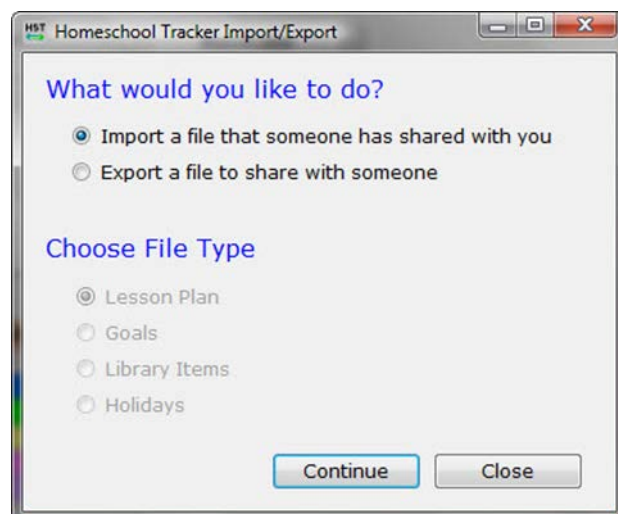 HST Homeschool Tracker Import/Export
What would you like to do?
Import a file that someone has shared with you
Export a file to share with someone
Choose File Type
Lesson Plan
Goals
Library Items
Holidays
Continue Close